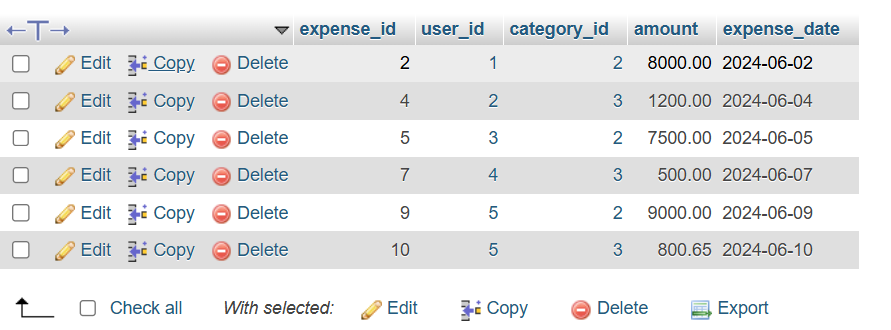 expense_id user_id category_id amount expense_date
Edit Copy Delete 2 1 2 8000.00 2024-06-02
Edit Copy Delete 4 2 3 1200.00 2024-06-04
Edit Copy Delete 5 3 2 7500.00 2024-06-05
Edit Copy Delete 7 4 3 500.00 2024-06-07
Edit Copy Delete 9 5 2 9000.00 2024-06-09
Edit Copy Delete 10 5 3 800.65 2024-06-10
Check all With selected: Edit Copy Delete Export